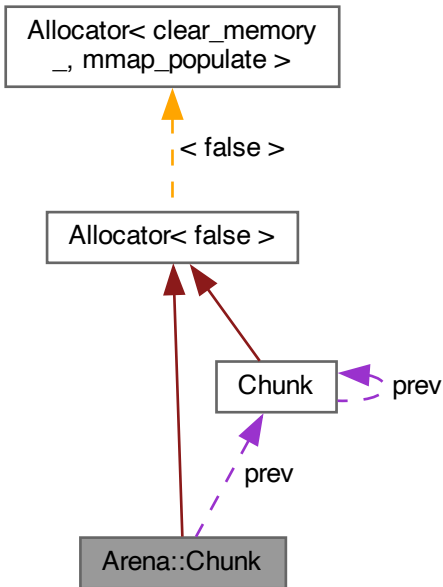 Allocator< clear_memory
_, mmap_populate >
< false >
Allocator< false >
Chunk
prev
prev
Arena::Chunk